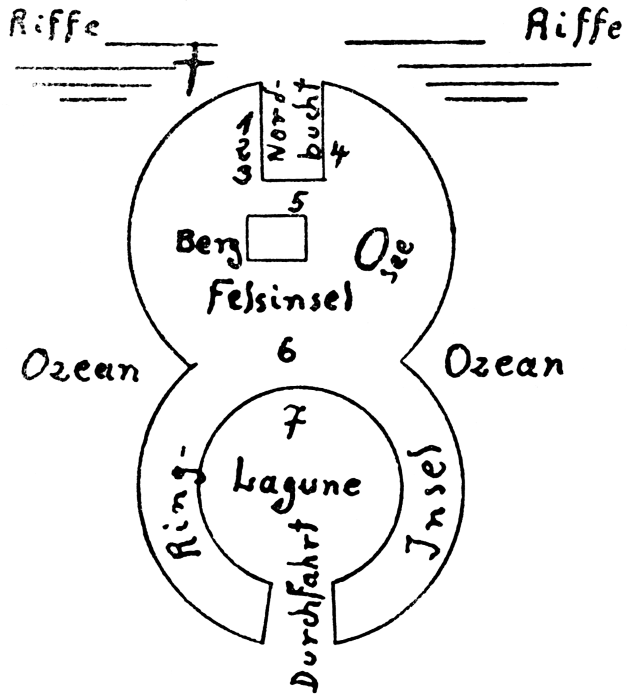 Riffe
Riffe
Nord-
bucht
1
2
3
4
5
Berg
See
Felsinsel
6
Ozean
Ozean
7
Lagune
Ring-
Insel
Durchfahrt